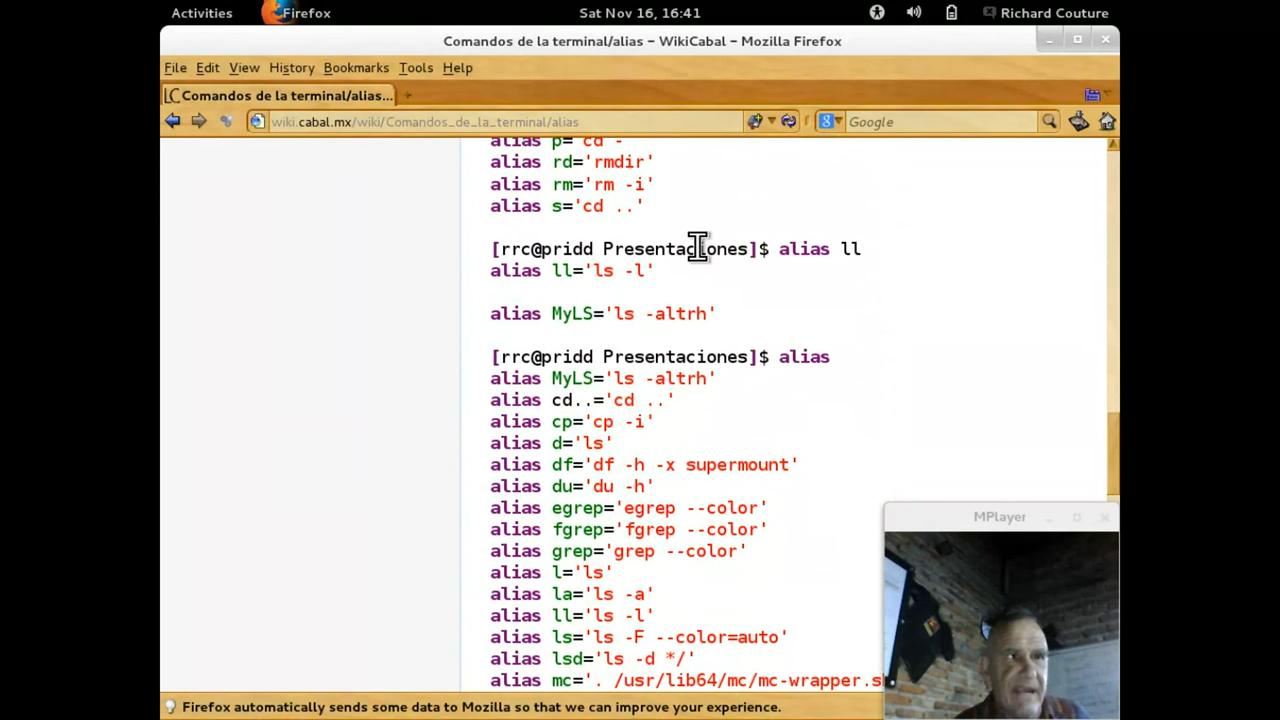 Activities Firefox Sat Nov 16, 16:41 Richard Couture
Comandos de la terminal/alias - WikiCabal - Mozilla Firefox
File Edit View History Bookmarks Tools Help
Comandos de la terminal/alias...
wiki.cabal.mx/wiki/Comandos_de_la_terminal/alias Google
alias p='cd -'
alias rd='rmdir'
alias rm='rm -i'
alias s='cd ..'
[rrc@pridd Presentaciones]$ alias ll
alias ll='ls -l'
alias MyLS='ls -altrh'
[rrc@pridd Presentaciones]$ alias
alias MyLS='ls -altrh'
alias cd..='cd ..'
alias cp='cp -i'
alias d='ls'
alias df='df -h -x supermount'
alias du='du -h'
alias egrep='egrep --color'
alias fgrep='fgrep --color'
alias grep='grep --color'
alias l='ls'
alias la='ls -a'
alias ll='ls -l'
alias ls='ls -F --color=auto'
alias lsd='ls -d */'
alias mc='. /usr/lib64/mc/mc-wrapper.s
MPlayer
Firefox automatically sends some data to Mozilla so that we can improve your experience.